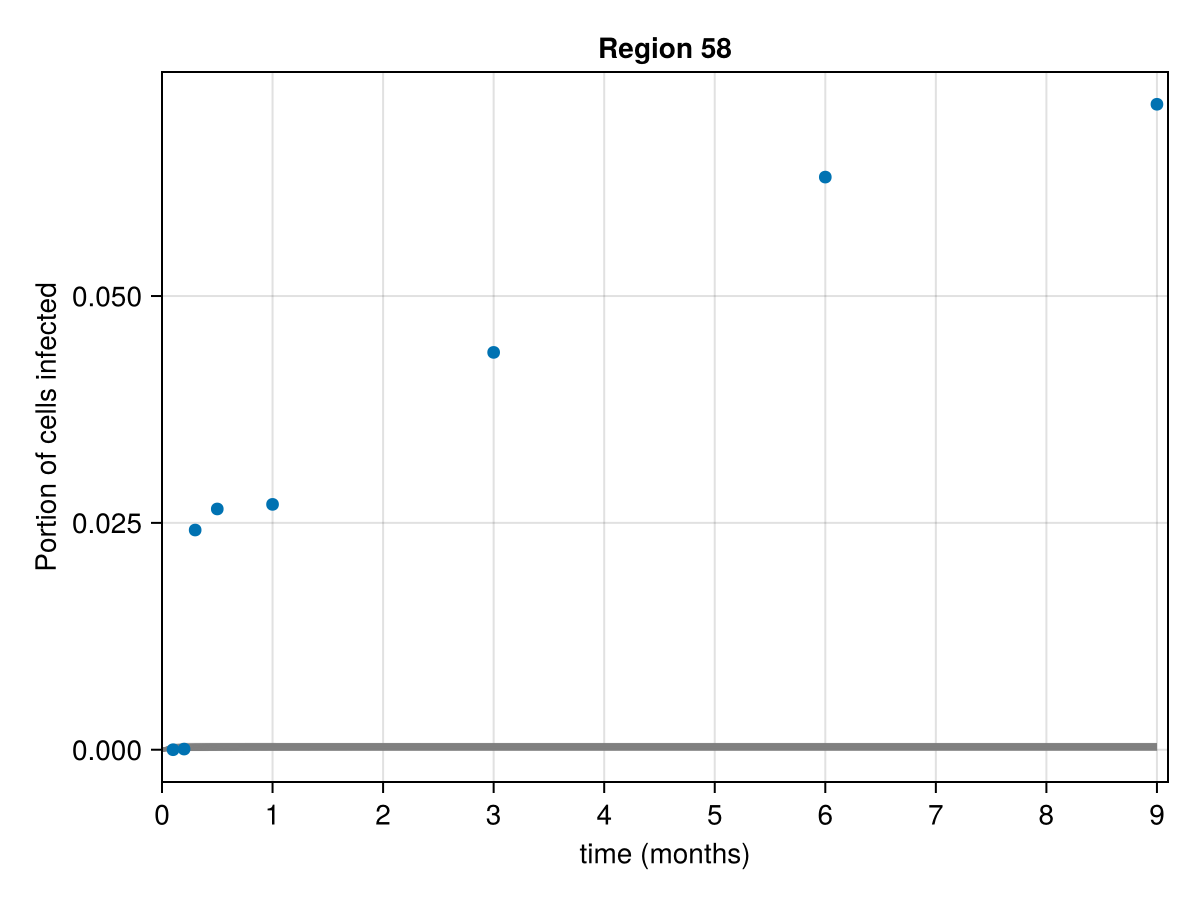 Region 58
Portion of cells infected
0.050
0.025
0.000
0 1 2 3 4 5 6 7 8 9
time (months)